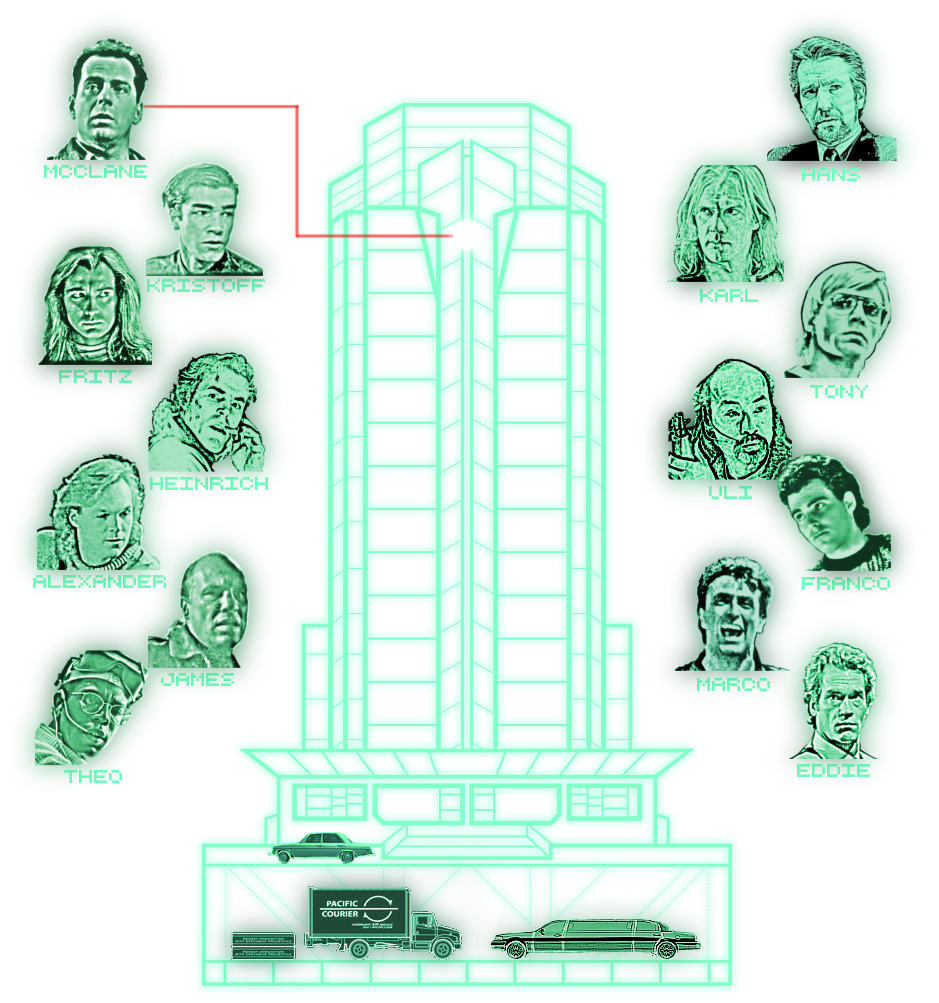 MCCLANE
HANS
KRISTOFF
KARL
FRITZ
TONY
HEINRICH
ULI
ALEXANDER
FRANCO
JAMES
MARCO
THEO
EDDIE
PACIFIC
COURIER